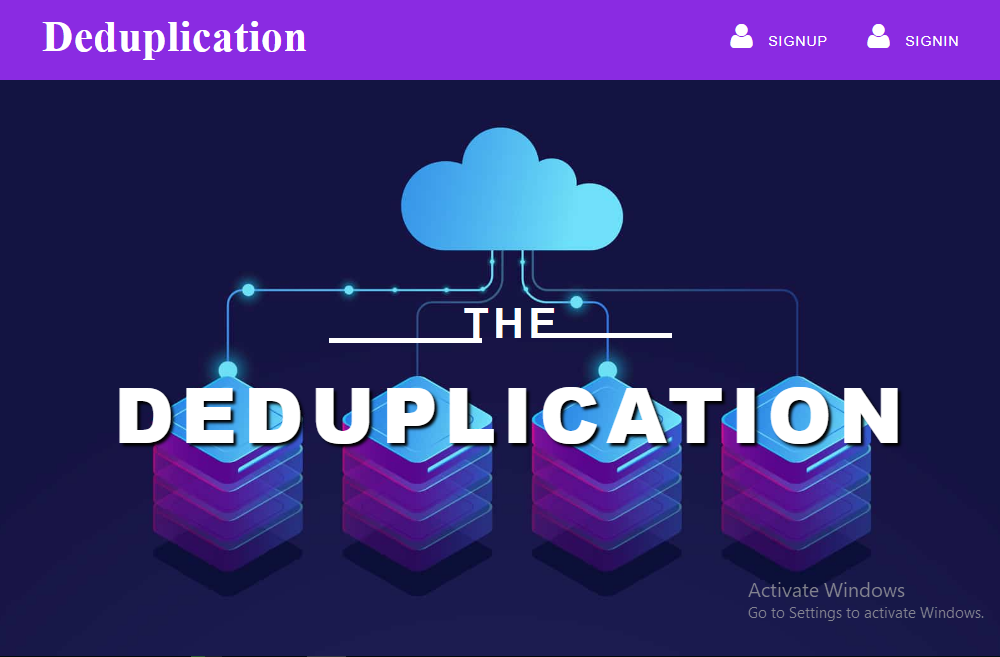 Deduplication
SIGNUP SIGNIN
THE
DEDUPLICATION
Activate Windows
Go to Settings to activate Windows.